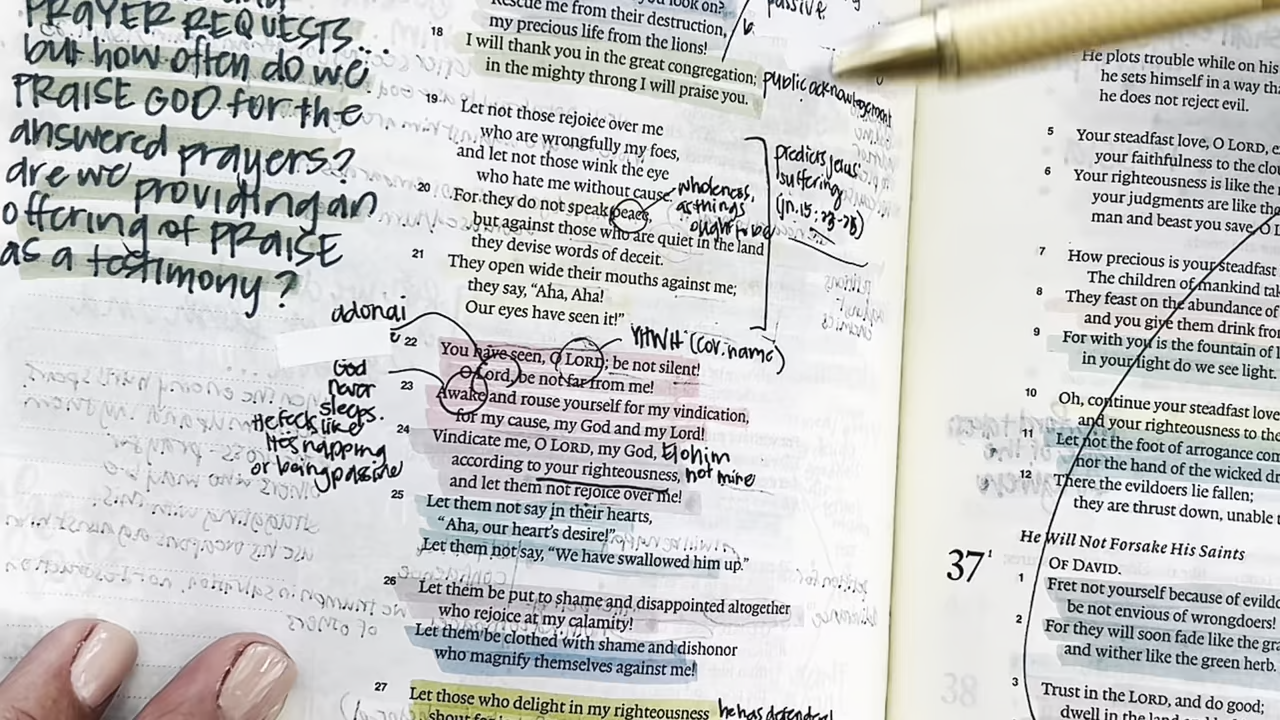 PRAYER REQUESTS...
but how often do we
PRAISE GOD for the
answered prayers?
are we providing an
offering of PRAISE
as a testimony?
adonai
God
never
sleeps.
He feels like
He's napping
or being passive
you look on?
Rescue me from their destruction,
my precious life from the lions!
18 I will thank you in the great congregation;
in the mighty throng I will praise you.
19 Let not those rejoice over me
who are wrongfully my foes,
and let not those wink the eye
who hate me without cause.
20 For they do not speak peace,
but against those who are quiet in the land
they devise words of deceit.
21 They open wide their mouths against me;
they say, “Aha, Aha!
Our eyes have seen it!”
22 You have seen, O LORD; be not silent!
O Lord, be not far from me!
23 Awake and rouse yourself for my vindication,
for my cause, my God and my Lord!
24 Vindicate me, O LORD, my God, Elohim
according to your righteousness, not mine
and let them not rejoice over me!
25 Let them not say in their hearts,
“Aha, our heart's desire!”
Let them not say, “We have swallowed him up.”
26 Let them be put to shame and disappointed altogether
who rejoice at my calamity!
Let them be clothed with shame and dishonor
who magnify themselves against me!
27 Let those who delight in my righteousness
he has defended
passive.
public acknowledgement
wholeness,
as things
ought to be
predicts Jesus'
suffering
(jn. 15:23-25)
YHWH (cov. name)
He plots trouble while on his
he sets himself in a way tha
he does not reject evil.
5 Your steadfast love, O LORD, e
your faithfulness to the clo
6 Your righteousness is like the
your judgments are like the
man and beast you save, O L
7 How precious is your steadfast
The children of mankind tak
8 They feast on the abundance of
and you give them drink from
9 For with you is the fountain of l
in your light do we see light.
10 Oh, continue your steadfast love
and your righteousness to the
11 Let not the foot of arrogance com
nor the hand of the wicked dr
12 There the evildoers lie fallen;
they are thrust down, unable t
He Will Not Forsake His Saints
37
OF DAVID.
1 Fret not yourself because of evildo
be not envious of wrongdoers!
2 For they will soon fade like the gra
and wither like the green herb.
3 Trust in the LORD, and do good;
dwell in the land